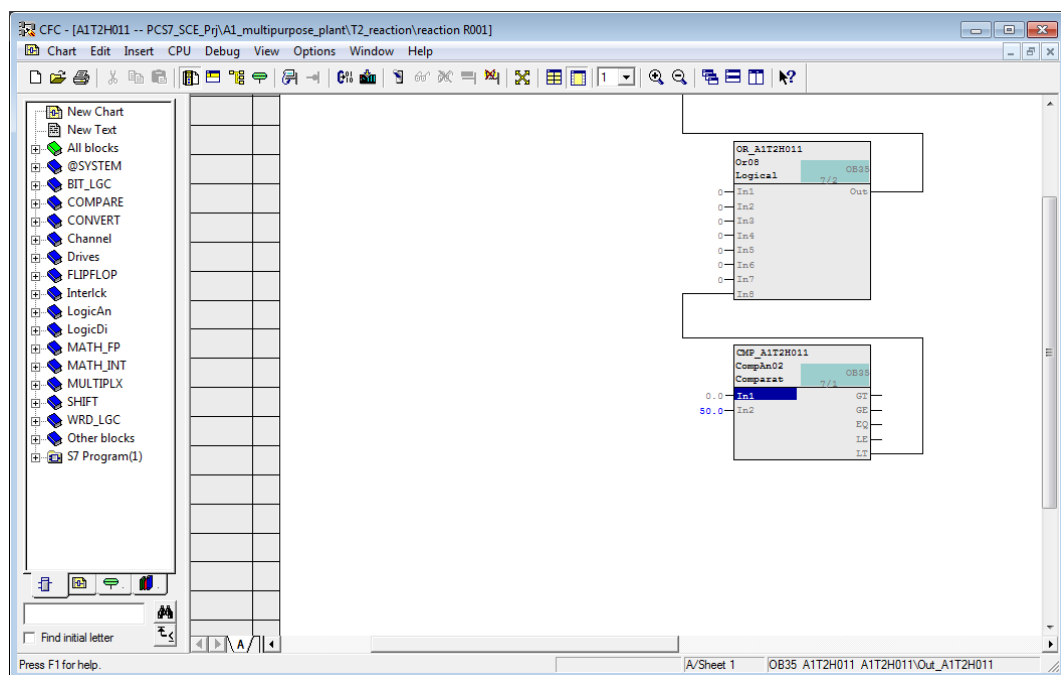 CFC - [A1T2H011 -- PCS7_SCE_Prj\A1_multipurpose_plant\T2_reaction\reaction R001]
Chart Edit Insert CPU Debug View Options Window Help
1
New Chart
New Text
All blocks
@SYSTEM
BIT_LGC
COMPARE
CONVERT
Channel
Drives
FLIPFLOP
Interlck
LogicAn
LogicDi
MATH_FP
MATH_INT
MULTIPLX
SHIFT
WRD_LGC
Other blocks
S7 Program(1)
Find initial letter
OR_A1T2H011
Or08 OB35
Logical 7/2
0 In1 Out
0 In2
0 In3
0 In4
0 In5
0 In6
0 In7
In8
CMP_A1T2H011
CompAn02 OB35
Comparat 7/1
0.0 In1 GT
50.0 In2 GE
EQ
LE
LT
A
Press F1 for help.
A/Sheet 1 OB35 A1T2H011 A1T2H011\Out_A1T2H011